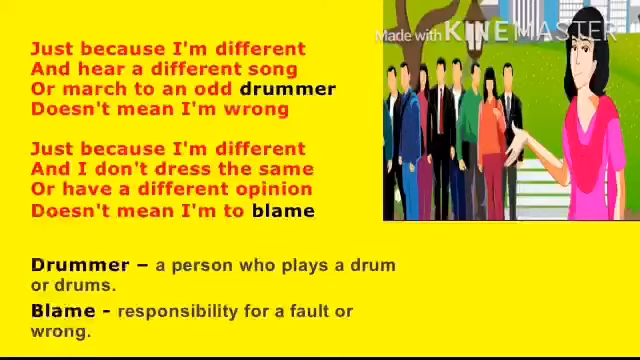 Made with KINEMASTER
Just because I'm different
And hear a different song
Or march to an odd drummer
Doesn't mean I'm wrong
Just because I'm different
And I don't dress the same
Or have a different opinion
Doesn't mean I'm to blame
Drummer – a person who plays a drum
or drums.
Blame - responsibility for a fault or
wrong.